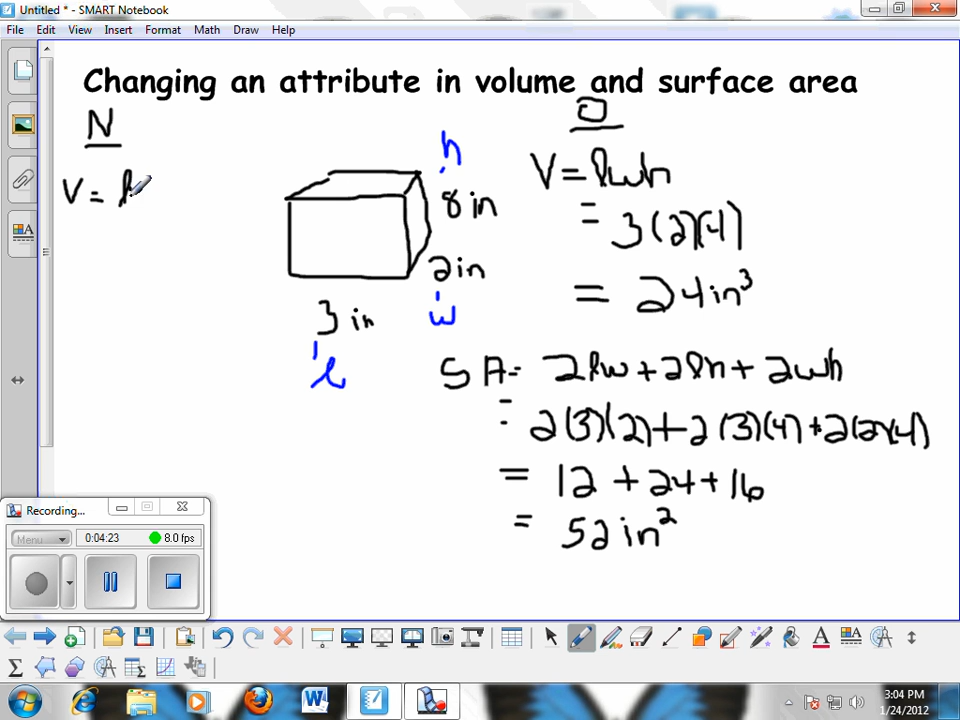 Untitled * - SMART Notebook
File Edit View Insert Format Math Draw Help
Changing an attribute in volume and surface area
N
V = l
h
8 in
2 in
w
3 in
l
O
V = lwh
= 3(2)(4)
= 24 in³
SA = 2lw + 2lh + 2wh
= 2(3)(2) + 2(3)(4) + 2(2)(4)
= 12 + 24 + 16
= 52 in²
Recording...
Menu
0:04:23
8.0 fps
3:04 PM
1/24/2012